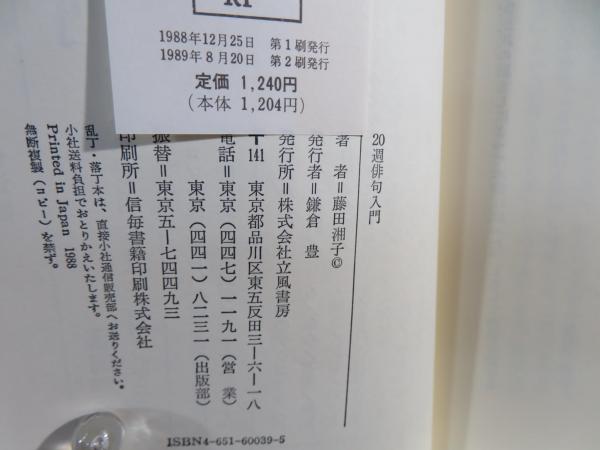 RI
1988年12月25日 第1刷発行
1989年8月20日 第2刷発行
定価 1,240円
(本体 1,204円)
20週俳句入門
著 者＝藤田湘子©
発行者＝鎌倉 豊
発行所＝株式会社立風書房
〒141 東京都品川区東五反田三ー六ー一八
電話＝東京（四四七）一一九一（営 業）
東京（四四一）八二三一（出版部）
振替＝東京五ー七四四九三
印刷所＝信毎書籍印刷株式会社
乱丁・落丁本は、直接小社通信販売部へお送りください。
小社送料負担でおとりかえいたします。
Printed in Japan 1988
無断複製（コピー）を禁ず。
ISBN4-651-60039-5